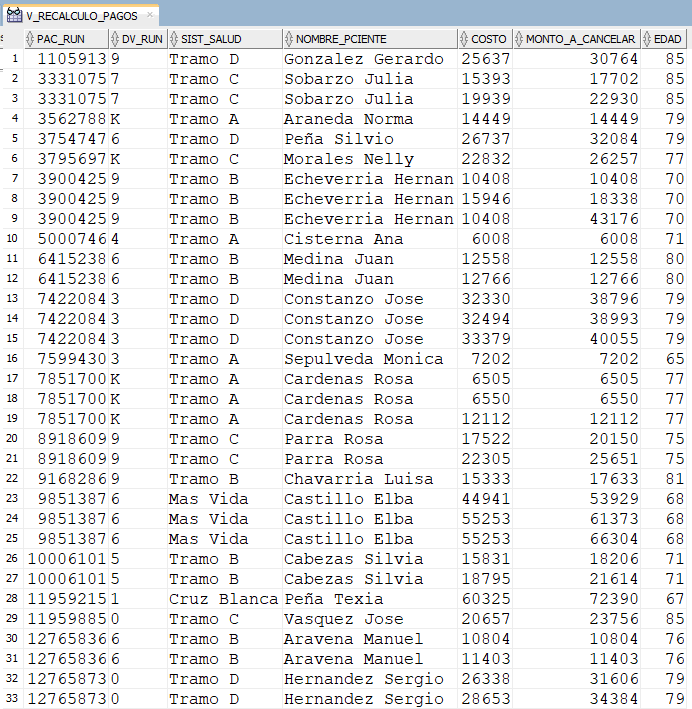 V_RECALCULO_PAGOS
PAC_RUN DV_RUN SIST_SALUD NOMBRE_PCIENTE COSTO MONTO_A_CANCELAR EDAD
1 1105913 9 Tramo D Gonzalez Gerardo 25637 30764 85
2 3331075 7 Tramo C Sobarzo Julia 15393 17702 85
3 3331075 7 Tramo C Sobarzo Julia 19939 22930 85
4 3562788 K Tramo A Araneda Norma 14449 14449 79
5 3754747 6 Tramo D Peña Silvio 26737 32084 79
6 3795697 K Tramo C Morales Nelly 22832 26257 77
7 3900425 9 Tramo B Echeverria Hernan 10408 10408 70
8 3900425 9 Tramo B Echeverria Hernan 15946 18338 70
9 3900425 9 Tramo B Echeverria Hernan 10408 43176 70
10 5000746 4 Tramo A Cisterna Ana 6008 6008 71
11 6415238 6 Tramo B Medina Juan 12558 12558 80
12 6415238 6 Tramo B Medina Juan 12766 12766 80
13 7422084 3 Tramo D Constanzo Jose 32330 38796 79
14 7422084 3 Tramo D Constanzo Jose 32494 38993 79
15 7422084 3 Tramo D Constanzo Jose 33379 40055 79
16 7599430 3 Tramo A Sepulveda Monica 7202 7202 65
17 7851700 K Tramo A Cardenas Rosa 6505 6505 77
18 7851700 K Tramo A Cardenas Rosa 6550 6550 77
19 7851700 K Tramo A Cardenas Rosa 12112 12112 77
20 8918609 9 Tramo C Parra Rosa 17522 20150 75
21 8918609 9 Tramo C Parra Rosa 22305 25651 75
22 9168286 9 Tramo B Chavarria Luisa 15333 17633 81
23 9851387 6 Mas Vida Castillo Elba 44941 53929 68
24 9851387 6 Mas Vida Castillo Elba 55253 61373 68
25 9851387 6 Mas Vida Castillo Elba 55253 66304 68
26 10006101 5 Tramo B Cabezas Silvia 15831 18206 71
27 10006101 5 Tramo B Cabezas Silvia 18795 21614 71
28 11959215 1 Cruz Blanca Peña Texia 60325 72390 67
29 11959885 0 Tramo C Vasquez Jose 20657 23756 85
30 12765836 6 Tramo B Aravena Manuel 10804 10804 76
31 12765836 6 Tramo B Aravena Manuel 11403 11403 76
32 12765873 0 Tramo D Hernandez Sergio 26338 31606 79
33 12765873 0 Tramo D Hernandez Sergio 28653 34384 79